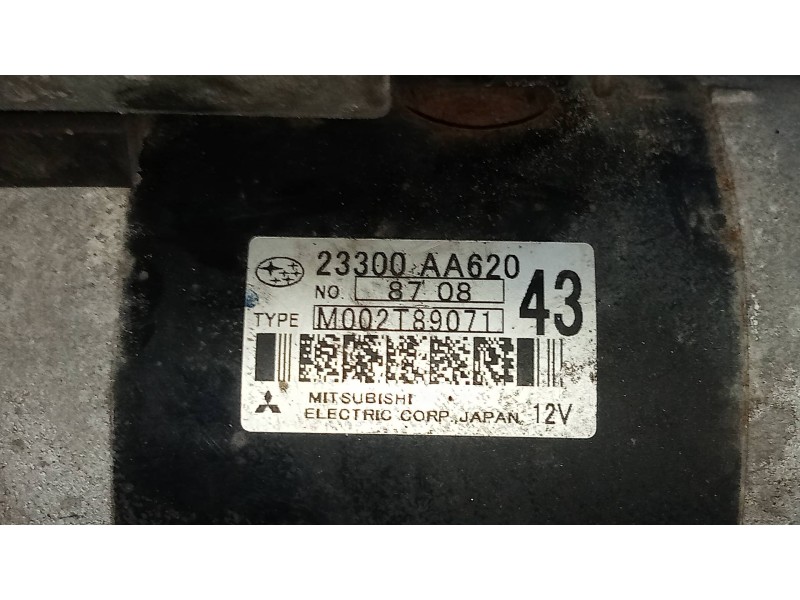 23300 AA620
NO. 87 08
43
TYPE M002T89071
MITSUBISHI
ELECTRIC CORP. JAPAN 12V